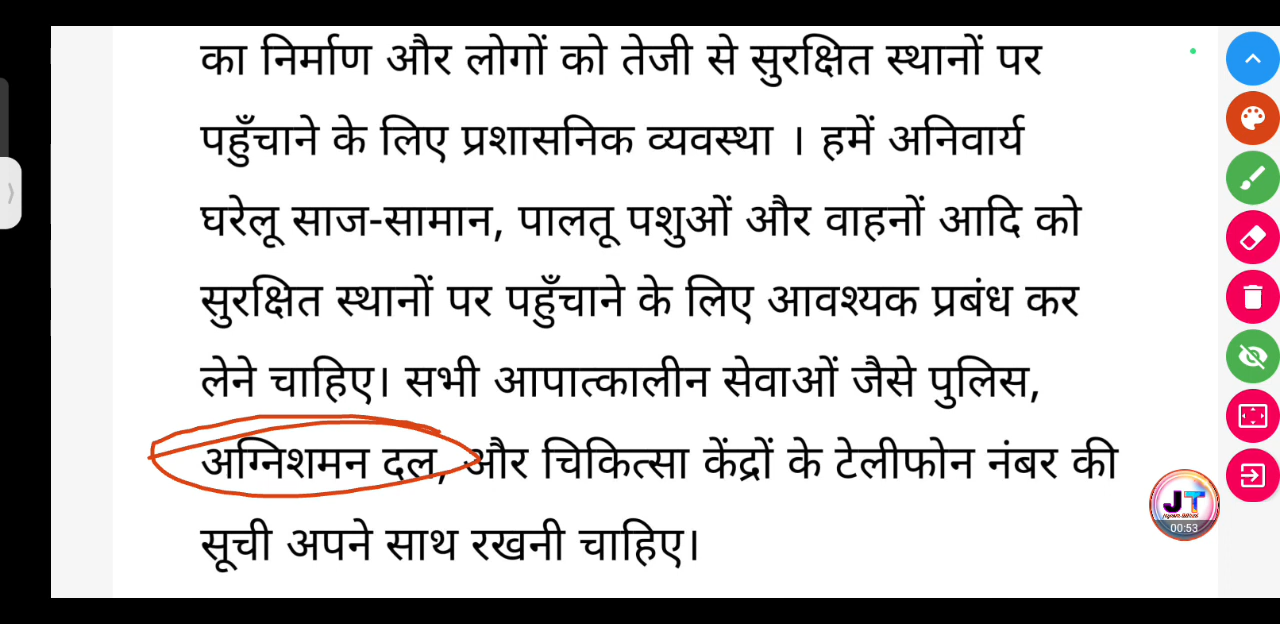 का निर्माण और लोगों को तेजी से सुरक्षित स्थानों पर
पहुँचाने के लिए प्रशासनिक व्यवस्था । हमें अनिवार्य
घरेलू साज-सामान, पालतू पशुओं और वाहनों आदि को
सुरक्षित स्थानों पर पहुँचाने के लिए आवश्यक प्रबंध कर
लेने चाहिए। सभी आपात्कालीन सेवाओं जैसे पुलिस,
अग्निशमन दल, और चिकित्सा केंद्रों के टेलीफोन नंबर की
सूची अपने साथ रखनी चाहिए।
JT
00:53